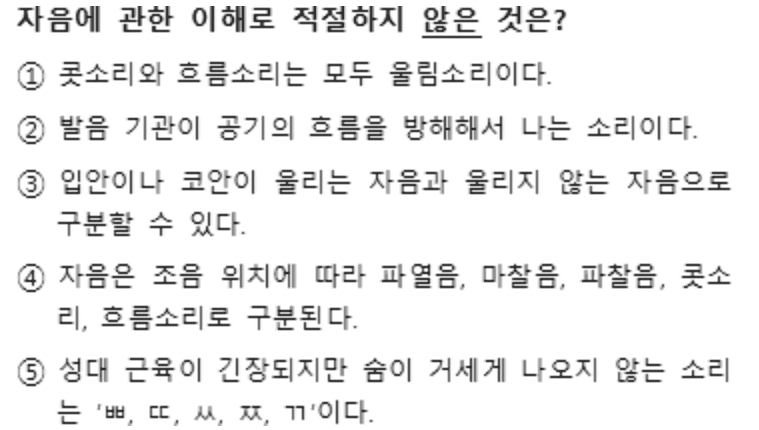 자음에 관한 이해로 적절하지 않은 것은?
① 콧소리와 흐름소리는 모두 울림소리이다.
② 발음 기관이 공기의 흐름을 방해해서 나는 소리이다.
③ 입안이나 코안이 울리는 자음과 울리지 않는 자음으로
구분할 수 있다.
④ 자음은 조음 위치에 따라 파열음, 마찰음, 파찰음, 콧소
리, 흐름소리로 구분된다.
⑤ 성대 근육이 긴장되지만 숨이 거세게 나오지 않는 소리
는 'ㅃ, ㄸ, ㅆ, ㅉ, ㄲ'이다.